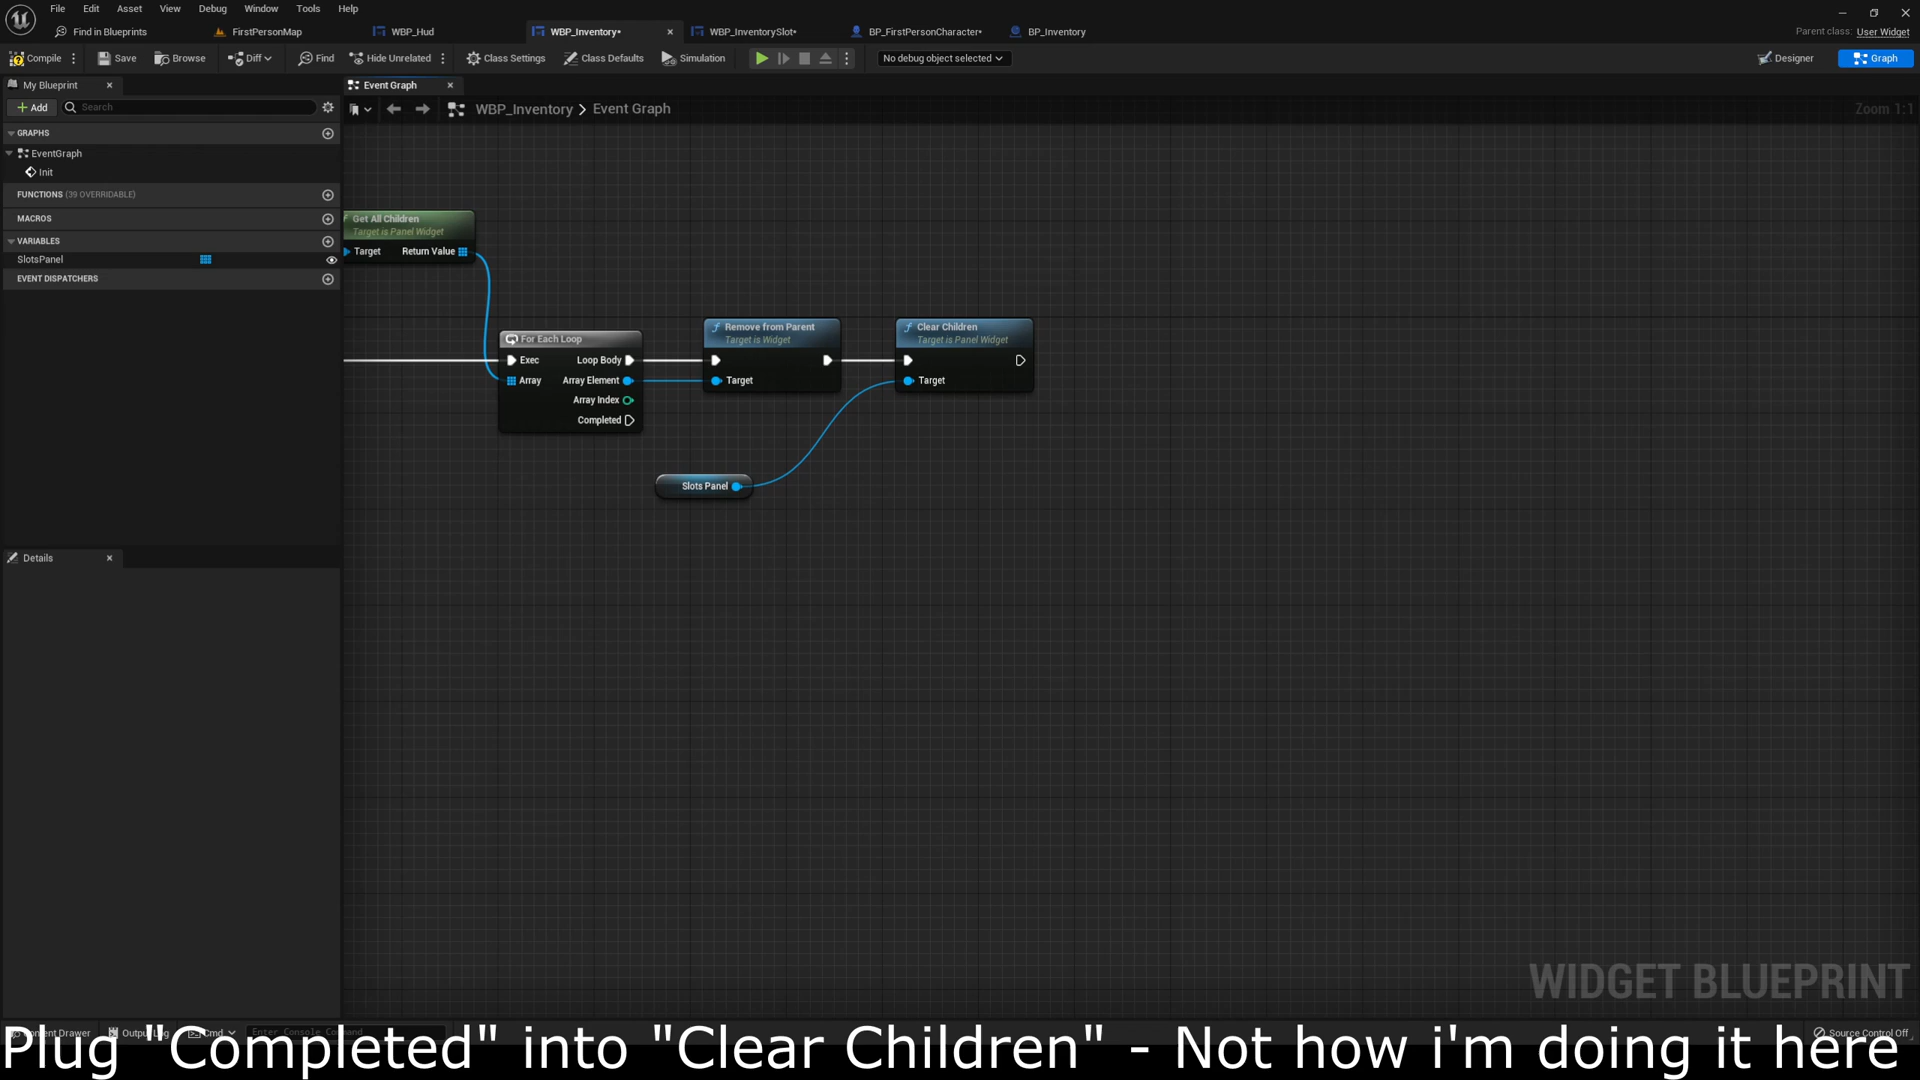 File Edit Asset View Debug Window Tools Help
Find in Blueprints FirstPersonMap WBP_Hud WBP_Inventory• WBP_InventorySlot• BP_FirstPersonCharacter• BP_Inventory Parent class: User Widget
Compile Save Browse Diff Find Hide Unrelated Class Settings Class Defaults Simulation No debug object selected Designer Graph
My Blueprint Event Graph
+ Add Search WBP_Inventory > Event Graph Zoom 1:1
GRAPHS
EventGraph
Init
FUNCTIONS (39 OVERRIDABLE)
MACROS
VARIABLES
SlotsPanel
EVENT DISPATCHERS
Details
Get All Children
Target is Panel Widget
Target Return Value
For Each Loop
Exec Loop Body
Array Array Element
Array Index
Completed
Remove from Parent
Target is Widget
Target
Clear Children
Target is Panel Widget
Target
Slots Panel
WIDGET BLUEPRINT
Drawer Cmd Enter Console Command Source Control Off
Plug "Completed" into "Clear Children" - Not how i'm doing it here